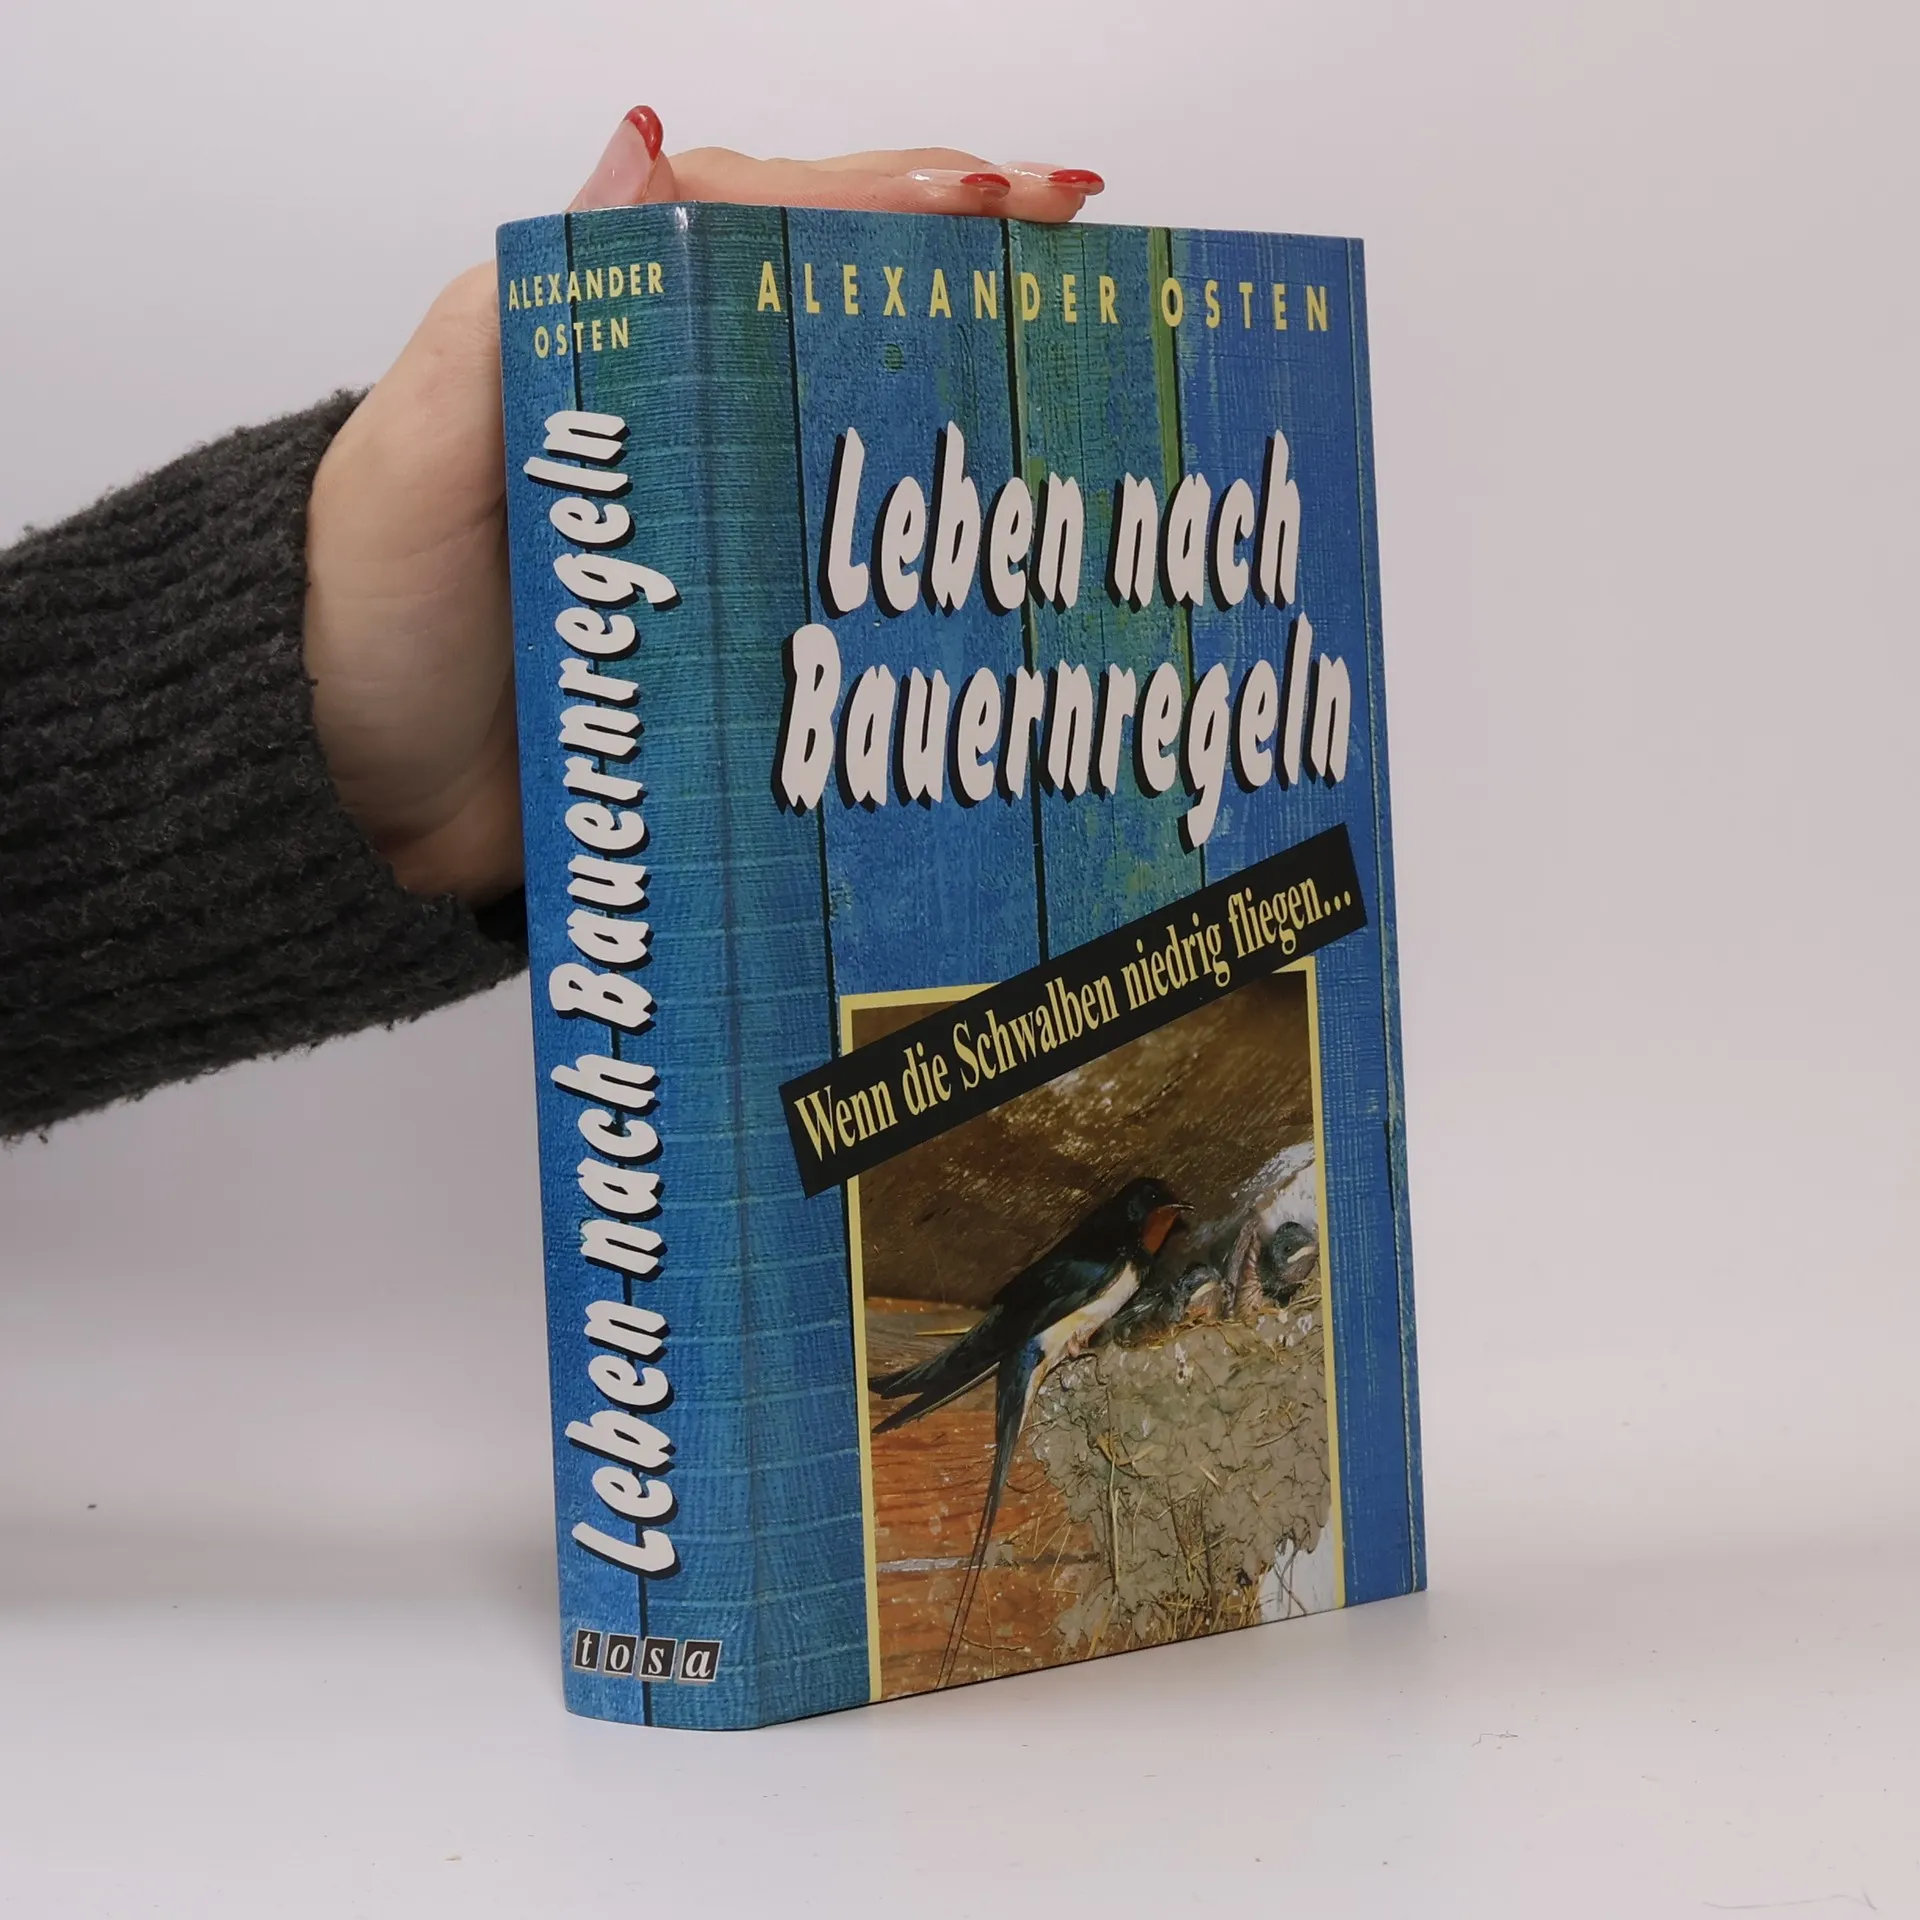 ALEXANDER
OSTEN
Leben nach Bauernregeln
tosa
ALEXANDER OSTEN
Leben nach
Bauernregeln
Wenn die Schwalben niedrig fliegen...